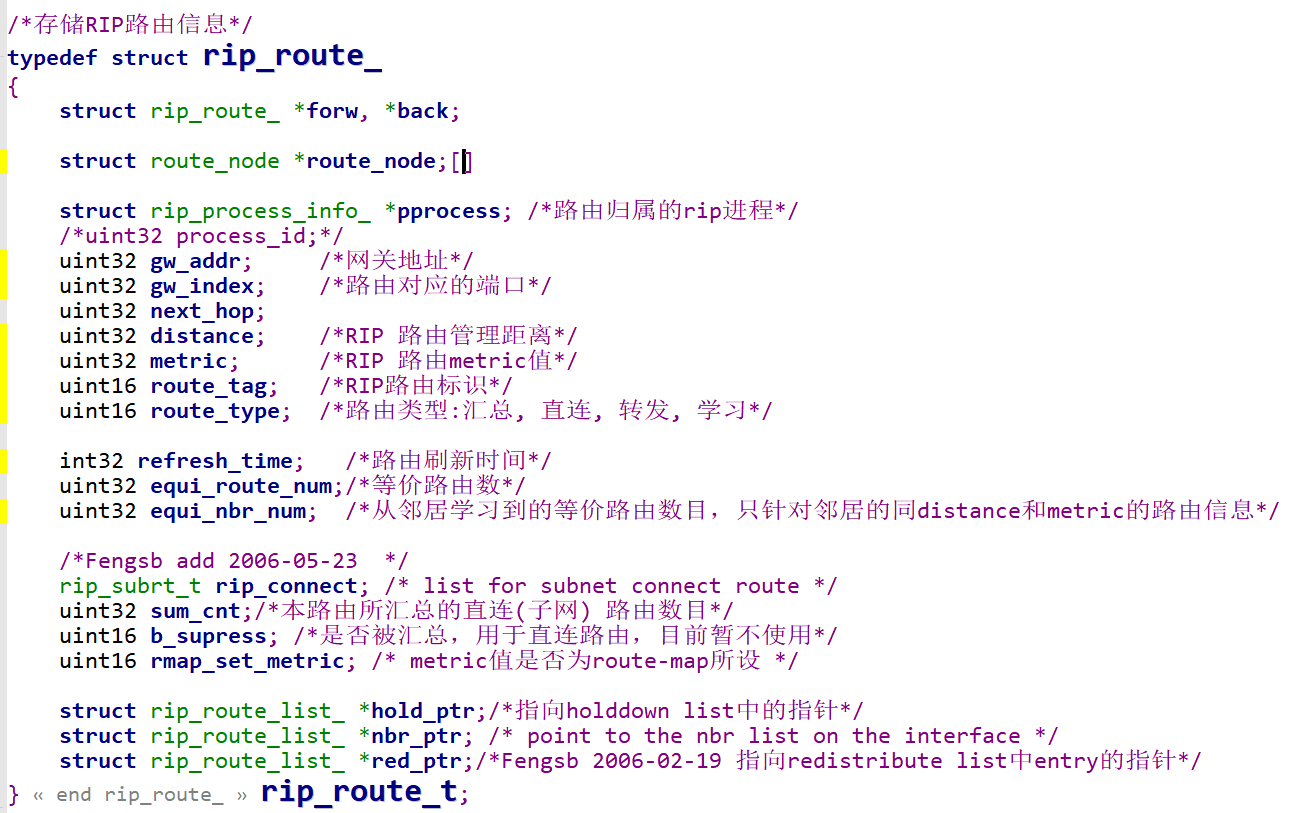 /*存储RIP路由信息*/
typedef struct rip_route_
{
struct rip_route_ *forw, *back;
struct route_node *route_node;[]
struct rip_process_info_ *pprocess; /*路由归属的rip进程*/
/*uint32 process_id;*/
uint32 gw_addr; /*网关地址*/
uint32 gw_index; /*路由对应的端口*/
uint32 next_hop;
uint32 distance; /*RIP 路由管理距离*/
uint32 metric; /*RIP 路由metric值*/
uint16 route_tag; /*RIP路由标识*/
uint16 route_type; /*路由类型:汇总, 直连, 转发, 学习*/
int32 refresh_time; /*路由刷新时间*/
uint32 equi_route_num;/*等价路由数*/
uint32 equi_nbr_num; /*从邻居学习到的等价路由数目，只针对邻居的同distance和metric的路由信息*/
/*Fengsb add 2006-05-23 */
rip_subrt_t rip_connect; /* list for subnet connect route */
uint32 sum_cnt;/*本路由所汇总的直连(子网) 路由数目*/
uint16 b_supress; /*是否被汇总，用于直连路由，目前暂不使用*/
uint16 rmap_set_metric; /* metric值是否为route-map所设 */
struct rip_route_list_ *hold_ptr;/*指向holddown list中的指针*/
struct rip_route_list_ *nbr_ptr; /* point to the nbr list on the interface */
struct rip_route_list_ *red_ptr;/*Fengsb 2006-02-19 指向redistribute list中entry的指针*/
} « end rip_route_ » rip_route_t;